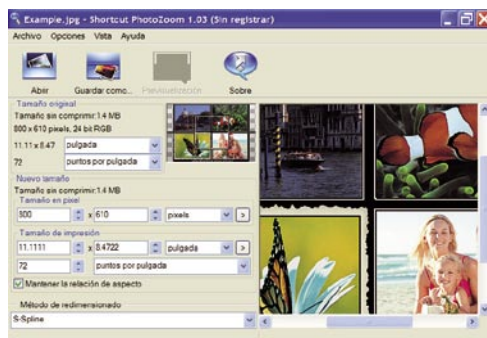 Example.jpg - Shortcut PhotoZoom 1.03 (Sin registrar)
Archivo Opciones Vista Ayuda
Abrir Guardar como... Previsualización Sobre
Tamaño original
Tamaño sin comprimir: 1.4 MB
800 x 610 pixels, 24 bit RGB
11.11 x 8.47 pulgada
72 puntos por pulgada
Nuevo tamaño
Tamaño sin comprimir: 1.4 MB
Tamaño en pixel
800 x 610 pixels >
Tamaño de impresión
11.1111 x 8.4722 pulgada >
72 puntos por pulgada
Mantener la relación de aspecto
Método de redimensionado
S-Spline